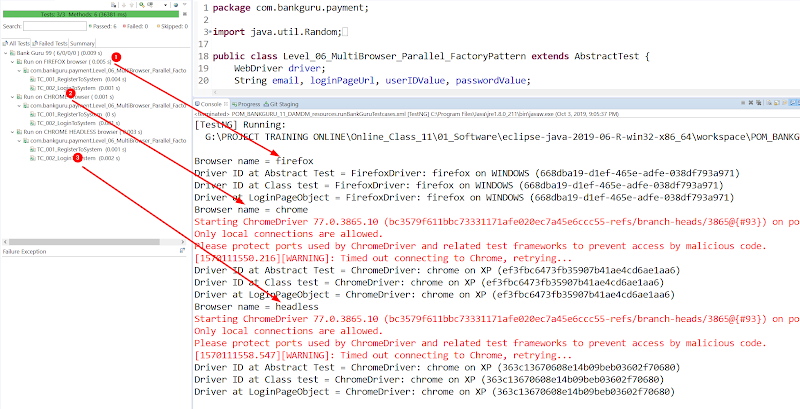 Tests: 3/3 Methods: 6 (36381 ms)
Search:
Passed: 6
Failed: 0
Skipped: 0
All Tests
Failed Tests
Summary
Bank Guru 99 ( 6/0/0/0 ) (0.009 s)
Run on FIREFOX browser ( 0.005 s)
com.bankguru.payment.Level_06_MultiBrowser_Parallel_Facto
TC_001_RegisterToSystem (0.004 s)
TC_002_LoginToSystem (0.001 s)
Run on CHROME browser ( 0.001 s)
com.bankguru.payment.Level_06_MultiBrowser_Parallel_Facto
TC_001_RegisterToSystem (0.001 s)
TC_002_LoginToSystem (0 s)
Run on CHROME HEADLESS browser ( 0.003 s)
com.bankguru.payment.Level_06_MultiBrowser_Parallel_Facto
TC_001_RegisterToSystem (0.001 s)
TC_002_Login System (0.002 s)
1
2
3
Failure Exception
1 package com.bankguru.payment;
2
3 import java.util.Random;
17
18 public class Level_06_MultiBrowser_Parallel_FactoryPattern extends AbstractTest {
19 WebDriver driver;
20 String email, loginPageUrl, userIDValue, passwordValue;
Console
Progress
Git Staging
<terminated> POM_BANKGURU_11_DAMDM_resources.runBankGuruTestcases.xml [TestNG] C:\Program Files\Java\jre1.8.0_211\bin\javaw.exe (Oct 3, 2019, 9:05:37 PM)
[TestNG] Running:
G:\PROJECT TRAINING ONLINE\Online_Class_11\01_Software\eclipse-java-2019-06-R-win32-x86_64\workspace\POM_BANKG
Browser name = firefox
Driver ID at Abstract Test = FirefoxDriver: firefox on WINDOWS (668dba19-d1ef-465e-adfe-038df793a971)
Driver ID at Class test = FirefoxDriver: firefox on WINDOWS (668dba19-d1ef-465e-adfe-038df793a971)
Driver at LoginPageObject = FirefoxDriver: firefox on WINDOWS (668dba19-d1ef-465e-adfe-038df793a971)
Browser name = chrome
Starting ChromeDriver 77.0.3865.10 (bc3579f611bbc73331171afe020ec7a45e6ccc55-refs/branch-heads/3865@{#93}) on po
Only local connections are allowed.
Please protect ports used by ChromeDriver and related test frameworks to prevent access by malicious code.
[1570111550.216][WARNING]: Timed out connecting to Chrome, retrying...
Driver ID at Abstract Test = ChromeDriver: chrome on XP (ef3fbc6473fb35907b41ae4cd6ae1aa6)
Driver ID at Class test = ChromeDriver: chrome on XP (ef3fbc6473fb35907b41ae4cd6ae1aa6)
Driver at LoginPageObject = ChromeDriver: chrome on XP (ef3fbc6473fb35907b41ae4cd6ae1aa6)
Browser name = headless
Starting ChromeDriver 77.0.3865.10 (bc3579f611bbc73331171afe020ec7a45e6ccc55-refs/branch-heads/3865@{#93}) on po
Only local connections are allowed.
Please protect ports used by ChromeDriver and related test frameworks to prevent access by malicious code.
[1570111558.547][WARNING]: Timed out connecting to Chrome, retrying...
Driver ID at Abstract Test = ChromeDriver: chrome on XP (363c13670608e14b09beb03602f70680)
Driver ID at Class test = ChromeDriver: chrome on XP (363c13670608e14b09beb03602f70680)
Driver at LoginPageObject = ChromeDriver: chrome on XP (363c13670608e14b09beb03602f70680)